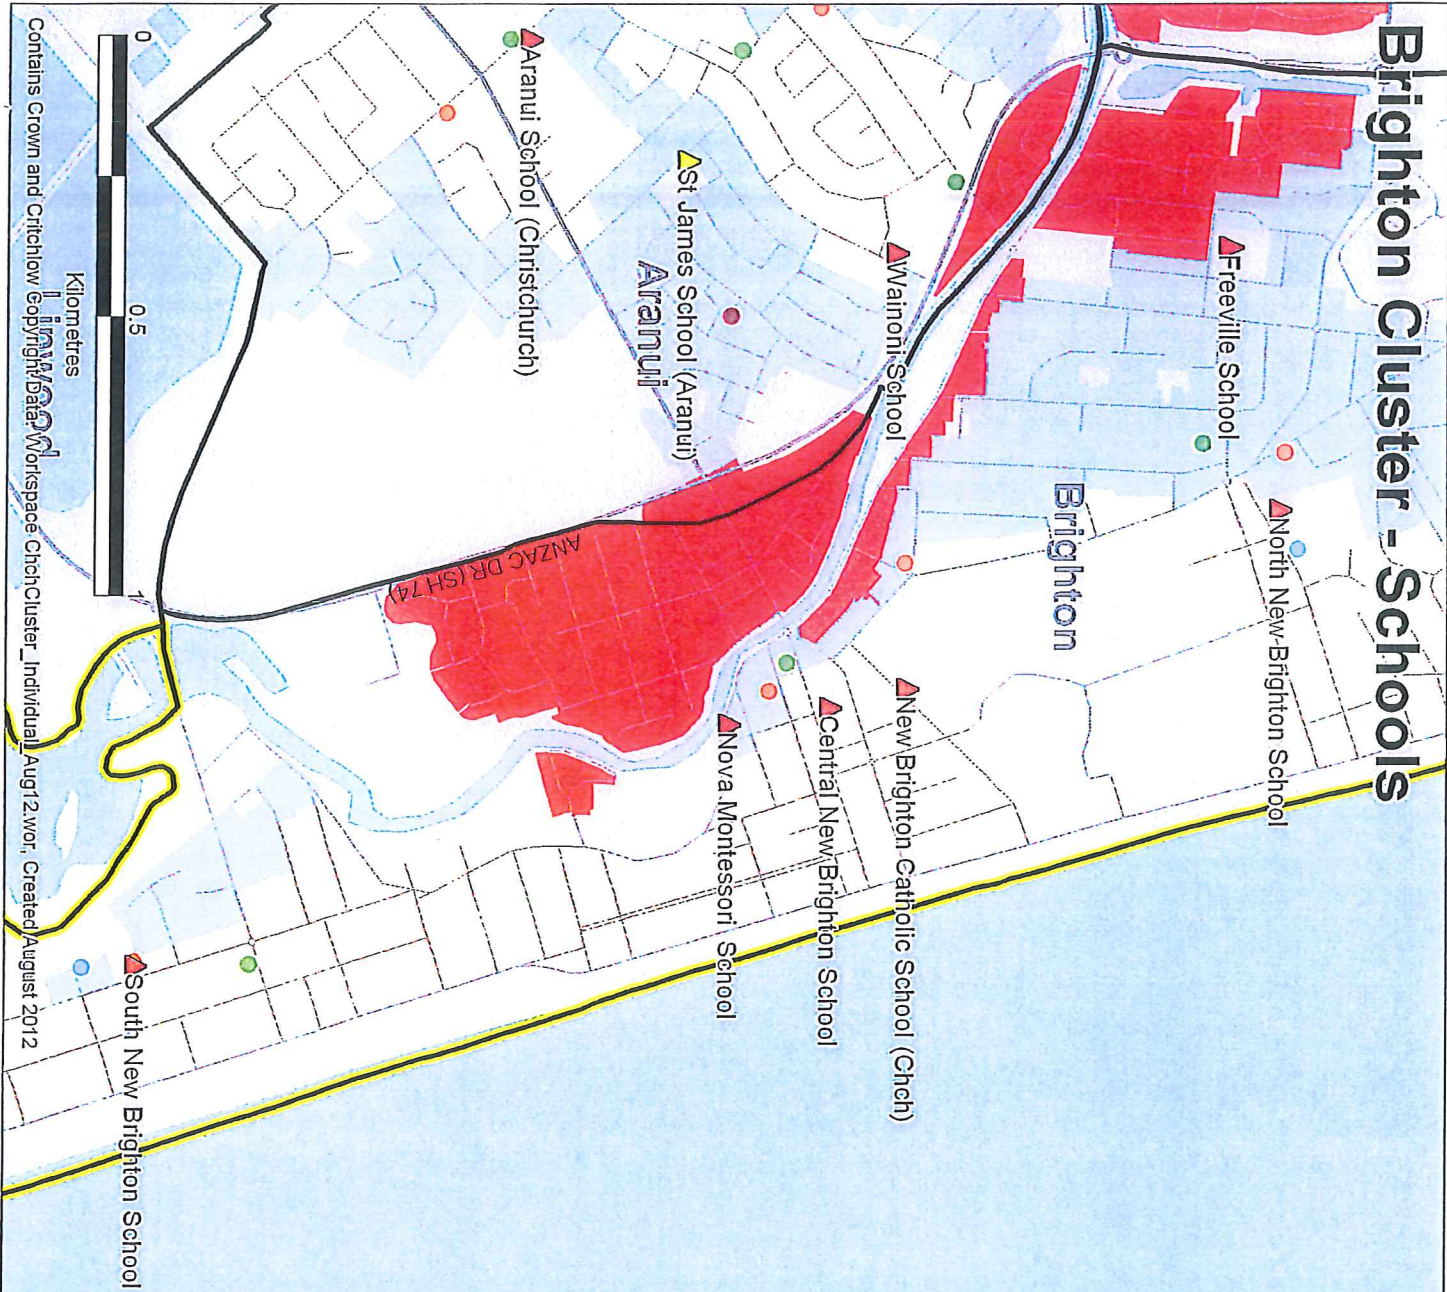 Brighton Cluster - Schools
North New Brighton School
Freeville School
Brighton
New Brighton Catholic School (Chch)
Wainoni School
Central New Brighton School
Nova Montessori School
St James School (Aranui)
Aranui
ANZAC DR (SH 74)
Aranui School (Christchurch)
South New Brighton School
0 0.5 1
Kilometres
Linwood
Contains Crown and Critchlow Copyright Data. Workspace ChchCluster_Individual_Aug12.wor, Created August 2012